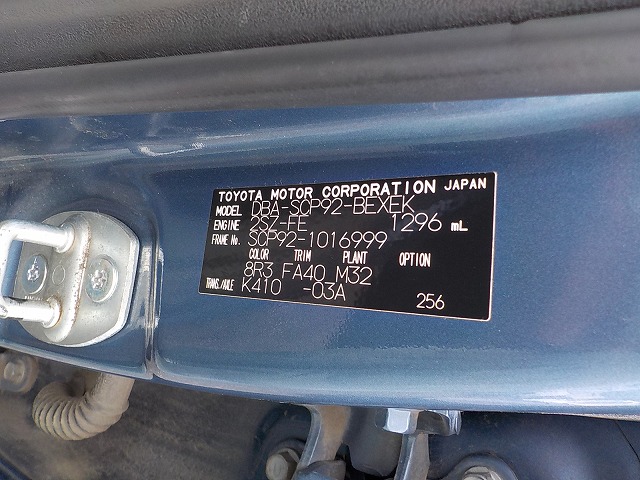 TOYOTA MOTOR CORPORATION JAPAN
MODEL DBA-SCP92-BEXEK
ENGINE 2SZ-FE 1296 mL
FRAME No. SCP92-1016999
COLOR TRIM PLANT OPTION
8R3 FA40 M32
TRANS./AXLE K410 -03A
256